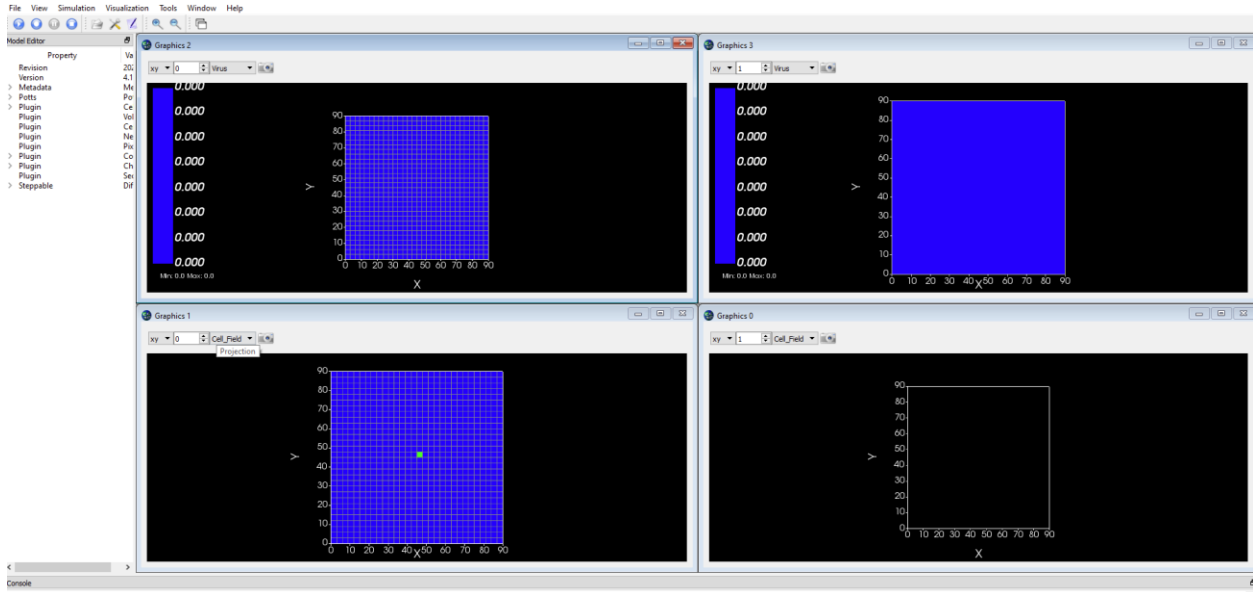 File View Simulation Visualization Tools Window Help
Model Editor
Property Va
Revision 20
Version 4.1
Metadata Me
Potts Po
Plugin Ce
Plugin Vol
Plugin Ce
Plugin Ne
Plugin Pix
Plugin Co
Plugin Ch
Plugin Se
Steppable Dif
Graphics 2
xy 0 Virus
0.000
0.000
0.000
0.000
0.000
0.000
0.000
0.000
Min: 0.0 Max: 0.0
90
80
70
60
50
40
30
20
10
0
0 10 20 30 40 50 60 70 80 90
X
Y
Graphics 3
xy 1 Virus
0.000
0.000
0.000
0.000
0.000
0.000
0.000
0.000
Min: 0.0 Max: 0.0
90
80
70
60
50
40
30
20
10
0
0 10 20 30 40 50 60 70 80 90
X
Y
Graphics 1
xy 0 Cell_Field
Projection
90
80
70
60
50
40
30
20
10
0
0 10 20 30 40 50 60 70 80 90
X
Y
Graphics 0
xy 1 Cell_Field
90
80
70
60
50
40
30
20
10
0
0 10 20 30 40 50 60 70 80 90
X
Y
Console